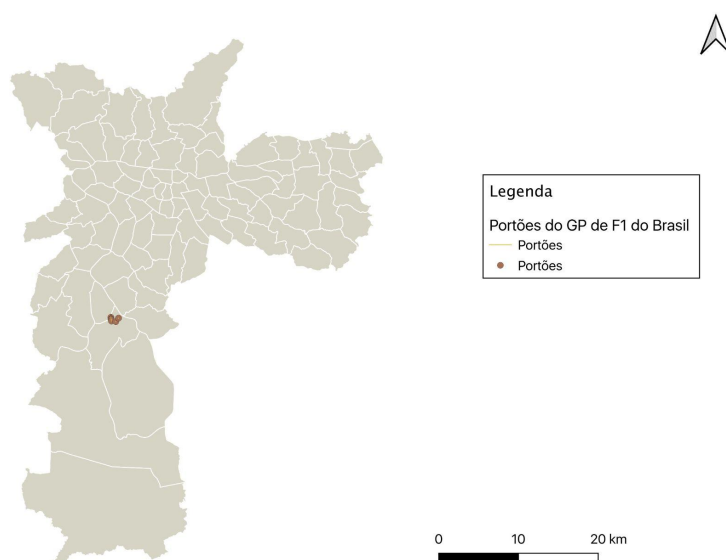 Legenda
Portões do GP de F1 do Brasil
Portões
Portões
0 10 20 km